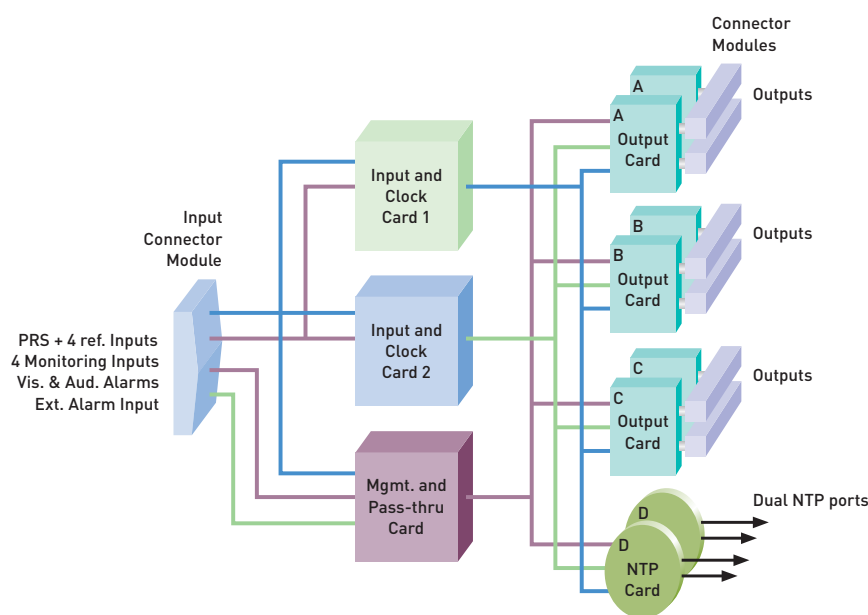 Connector
Modules
A
A
Output
Card
Outputs
Input and
Clock
Card 1
Input
Connector
Module
B
B
Output
Card
Outputs
PRS + 4 ref. Inputs
4 Monitoring Inputs
Vis. & Aud. Alarms
Ext. Alarm Input
Input and
Clock
Card 2
C
C
Output
Card
Outputs
Mgmt. and
Pass-thru
Card
D
D
NTP
Card
Dual NTP ports